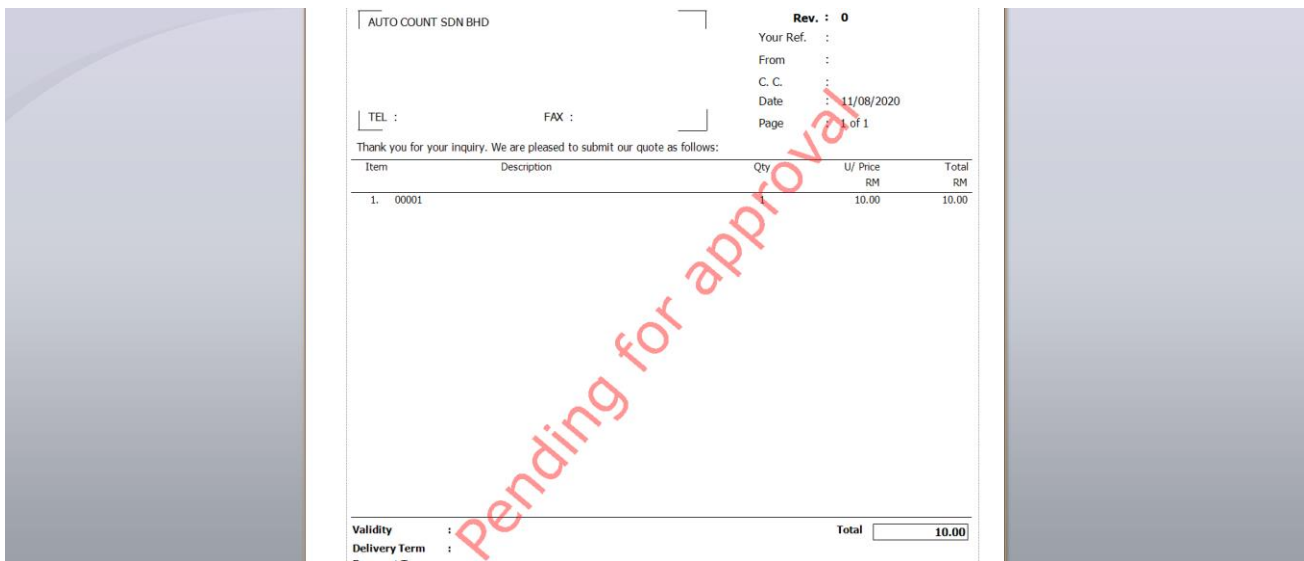 AUTO COUNT SDN BHD
Rev. : 0
Your Ref. :
From :
C. C. :
Date : 11/08/2020
TEL : FAX :
Page : 1 of 1
Thank you for your inquiry. We are pleased to submit our quote as follows:
Item Description Qty U/ Price Total
RM RM
1. 00001 1 10.00 10.00
Pending for approval
Validity : Total 10.00
Delivery Term :